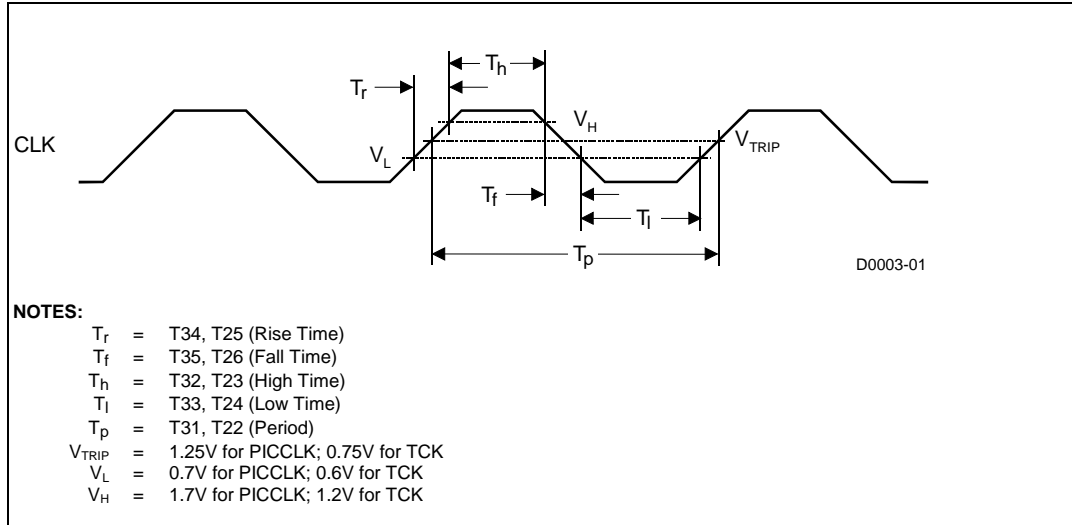 Th
Tr
CLK
VH
VTRIP
VL
Tf
Tl
Tp
D0003-01
NOTES:
Tr = T34, T25 (Rise Time)
Tf = T35, T26 (Fall Time)
Th = T32, T23 (High Time)
Tl = T33, T24 (Low Time)
Tp = T31, T22 (Period)
VTRIP = 1.25V for PICCLK; 0.75V for TCK
VL = 0.7V for PICCLK; 0.6V for TCK
VH = 1.7V for PICCLK; 1.2V for TCK